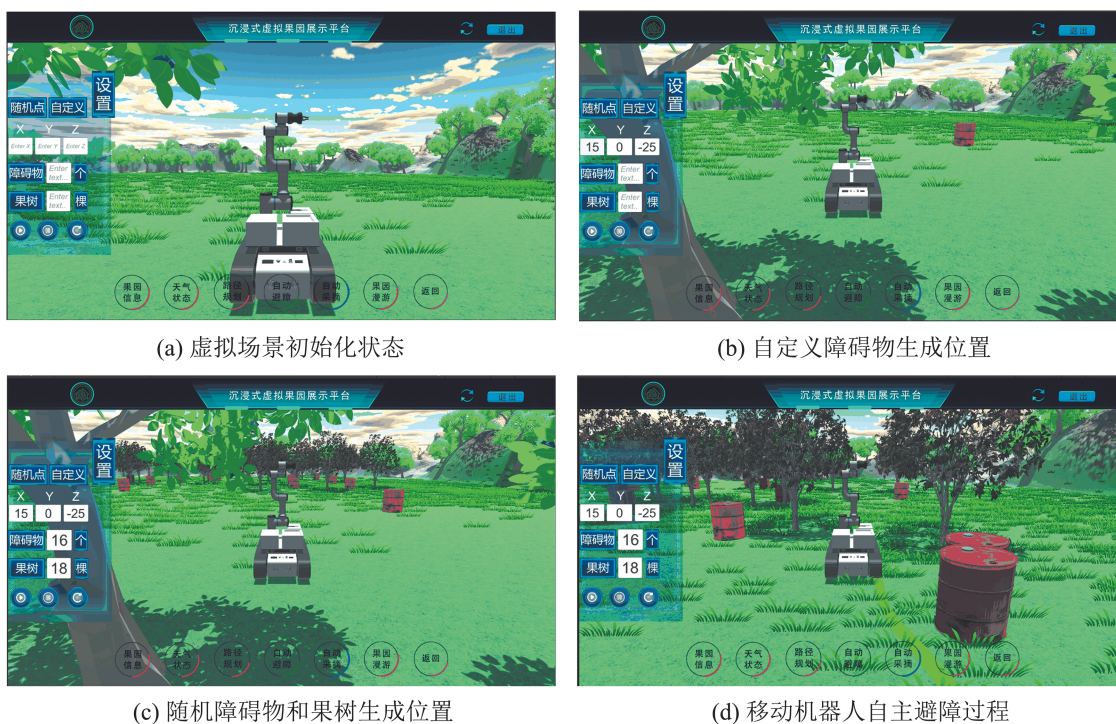 沉浸式虚拟果园展示平台
退出
设置
随机点 自定义
X Y Z
Enter X Enter Y Enter Z
障碍物 Enter text... 个
果树 Enter text... 棵
果园信息 天气状态 路径规划 自动避障 自动采摘 果园漫游 返回
(a) 虚拟场景初始化状态
沉浸式虚拟果园展示平台
退出
设置
随机点 自定义
X Y Z
15 0 -25
障碍物 Enter text... 个
果树 Enter text... 棵
果园信息 天气状态 路径规划 自动避障 自动采摘 果园漫游 返回
(b) 自定义障碍物生成位置
沉浸式虚拟果园展示平台
退出
设置
随机点 自定义
X Y Z
15 0 -25
障碍物 16 个
果树 18 棵
果园信息 天气状态 路径规划 自动避障 自动采摘 果园漫游 返回
(c) 随机障碍物和果树生成位置
沉浸式虚拟果园展示平台
退出
设置
随机点 自定义
X Y Z
15 0 -25
障碍物 16 个
果树 18 棵
果园信息 天气状态 路径规划 自动避障 自动采摘 果园漫游 返回
(d) 移动机器人自主避障过程